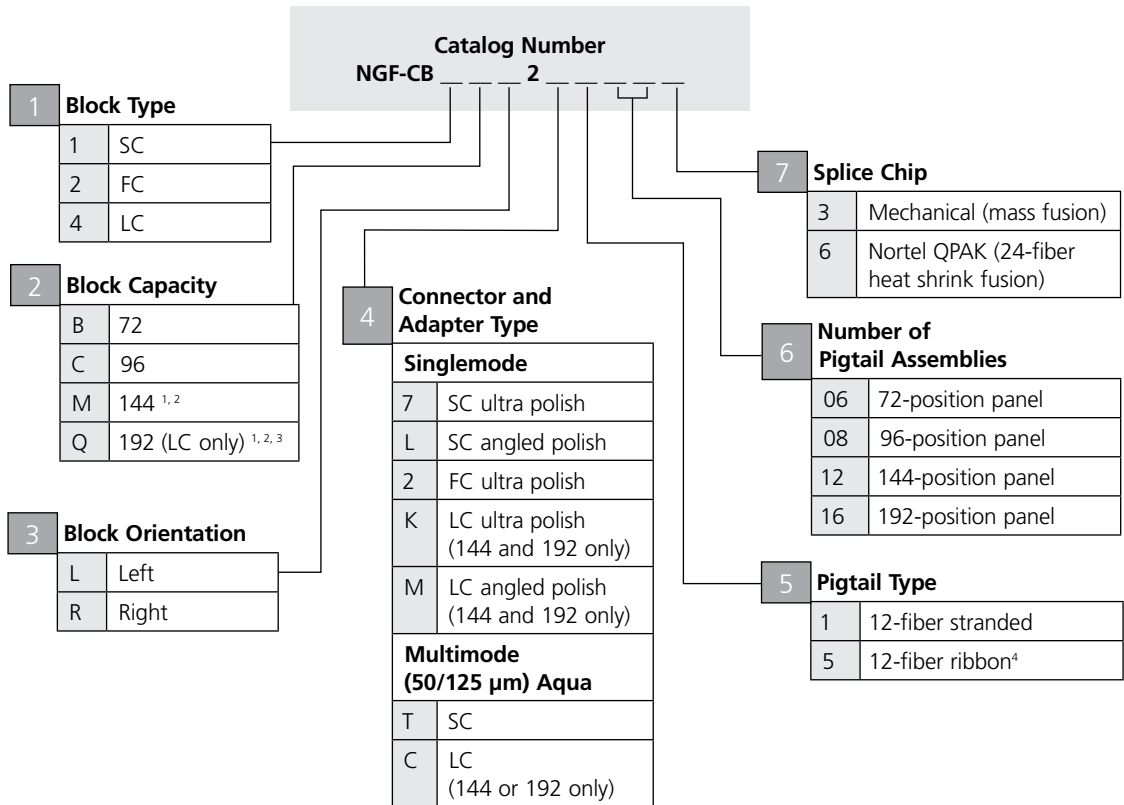 Catalog Number
NGF-CB __ __ __ 2 __ __ __ __ __
1 Block Type
1 SC
2 FC
4 LC
2 Block Capacity
B 72
C 96
M 144 1, 2
Q 192 (LC only) 1, 2, 3
3 Block Orientation
L Left
R Right
4 Connector and
Adapter Type
Singlemode
7 SC ultra polish
L SC angled polish
2 FC ultra polish
K LC ultra polish
(144 and 192 only)
M LC angled polish
(144 and 192 only)
Multimode
(50/125 µm) Aqua
T SC
C LC
(144 or 192 only)
7 Splice Chip
3 Mechanical (mass fusion)
6 Nortel QPAK (24-fiber
heat shrink fusion)
6 Number of
Pigtail Assemblies
06 72-position panel
08 96-position panel
12 144-position panel
16 192-position panel
5 Pigtail Type
1 12-fiber stranded
5 12-fiber ribbon4